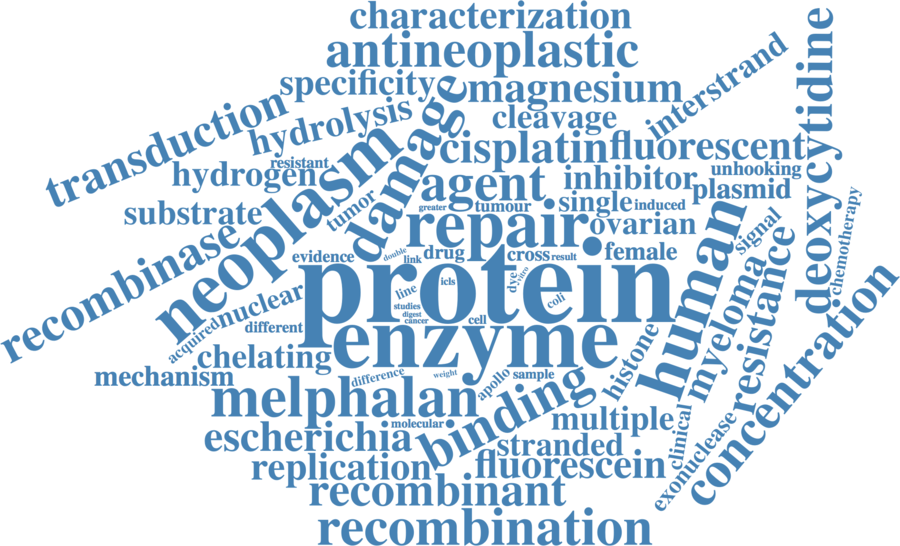 characterization
antineoplastic
specificity
magnesium
interstrand
deoxycytidine
transduction
hydrolysis
damage
cleavage
cisplatin
fluorescent
neoplasm
resistant
hydrogen
agent
inhibitor
unhooking
plasmid
substrate
tumor
greater
tumour
single
induced
human
signal
chemotherapy
recombinase
repair
ovarian
evidence
double
link
drug
cross
result
female
myeloma
resistance
protein
icls
dye
vitro
line
coli
studies
digest
cancer
cell
nuclear
acquired
different
enzyme
histone
concentration
chelating
mechanism
difference
weight
apollo
sample
melphalan
molecular
binding
multiple
clinical
exonuclease
escherichia
stranded
replication
fluorescein
recombinant
recombination